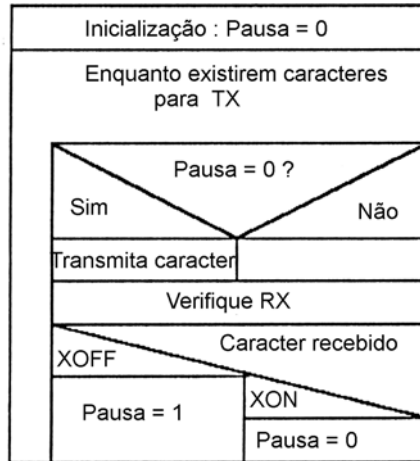 Inicialização : Pausa = 0
Enquanto existirem caracteres
para TX
Pausa = 0 ?
Sim
Não
Transmita caracter
Verifique RX
Caracter recebido
XOFF
XON
Pausa = 1
Pausa = 0